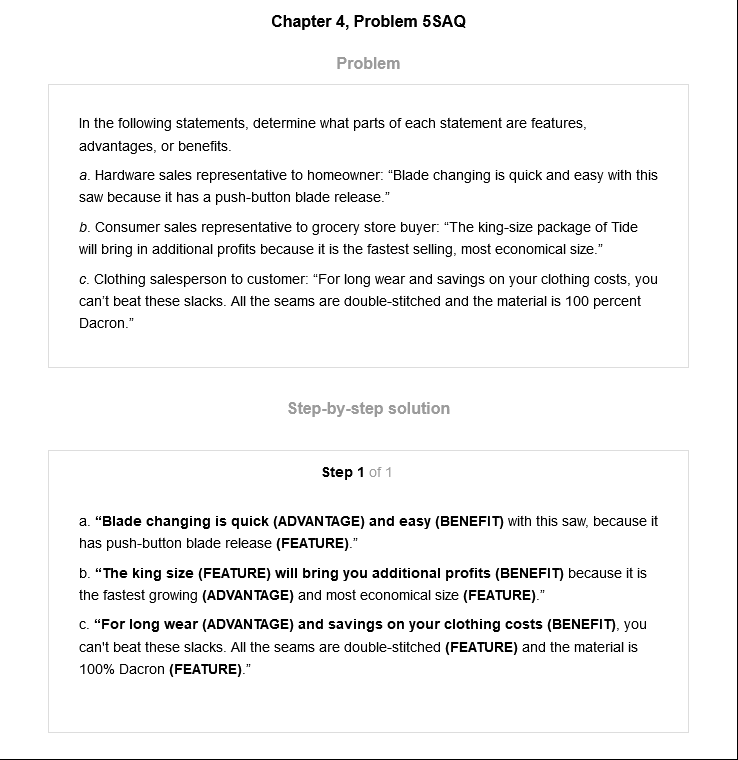 Chapter 4, Problem 5SAQ
Problem
In the following statements, determine what parts of each statement are features,
advantages, or benefits.
a. Hardware sales representative to homeowner: “Blade changing is quick and easy with this
saw because it has a push-button blade release.”
b. Consumer sales representative to grocery store buyer: “The king-size package of Tide
will bring in additional profits because it is the fastest selling, most economical size.”
c. Clothing salesperson to customer: “For long wear and savings on your clothing costs, you
can’t beat these slacks. All the seams are double-stitched and the material is 100 percent
Dacron.”
Step-by-step solution
Step 1 of 1
a. “Blade changing is quick (ADVANTAGE) and easy (BENEFIT) with this saw, because it
has push-button blade release (FEATURE).”
b. “The king size (FEATURE) will bring you additional profits (BENEFIT) because it is
the fastest growing (ADVANTAGE) and most economical size (FEATURE).”
c. “For long wear (ADVANTAGE) and savings on your clothing costs (BENEFIT), you
can't beat these slacks. All the seams are double-stitched (FEATURE) and the material is
100% Dacron (FEATURE).”